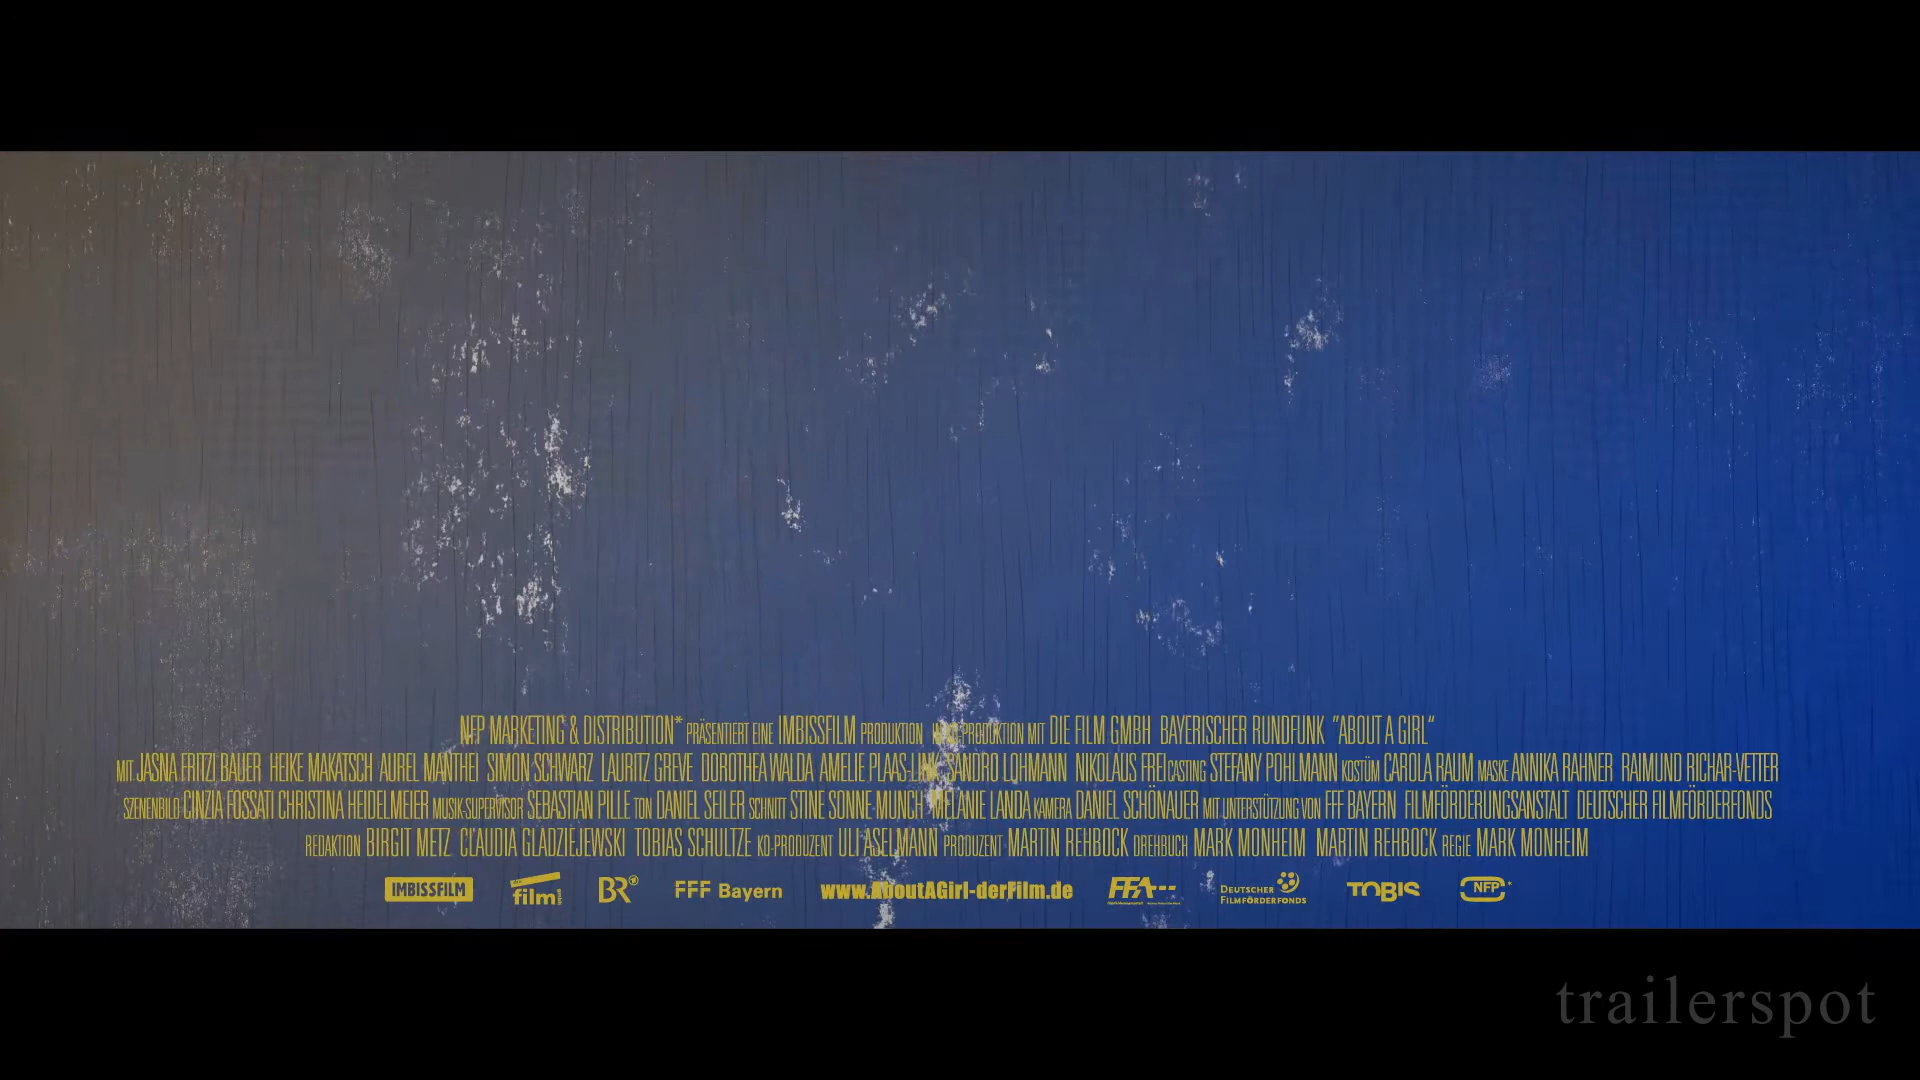 NFP MARKETING & DISTRIBUTION* PRÄSENTIERT EINE IMBISSFILM PRODUKTION IN KO-PRODUKTION MIT DIE FILM GMBH BAYERISCHER RUNDFUNK "ABOUT A GIRL"
MIT JASNA FRITZI BAUER HEIKE MAKATSCH AUREL MANTHEI SIMON SCHWARZ LAURITZ GREVE DOROTHEA WALDA AMELIE PLAAS-LINK SANDRO LOHMANN NIKOLAUS FREI CASTING STEFANY POHLMANN KOSTÜM CAROLA RAUM MASKE ANNIKA RAHNER RAIMUND RICHAR-VETTER
SZENENBILD CINZIA FOSSATI CHRISTINA HEIDELMEIER MUSIK-SUPERVISOR SEBASTIAN PILLE TON DANIEL SEILER SCHNITT STINE SONNE-MUNCH MELANIE LANDA KAMERA DANIEL SCHÖNAUER MIT UNTERSTÜTZUNG VON FFF BAYERN FILMFÖRDERUNGSANSTALT DEUTSCHER FILMFÖRDERFONDS
REDAKTION BIRGIT METZ CLAUDIA GLADZIEJEWSKI TOBIAS SCHULTZE KO-PRODUZENT ULI ASELMANN PRODUZENT MARTIN REHBOCK DREHBUCH MARK MONHEIM MARTIN REHBOCK REGIE MARK MONHEIM
IMBISSFILM film BR FFF Bayern www.AboutAGirl-derFilm.de FFA DEUTSCHER FILMFÖRDERFONDS TOBIS NFP*
trailerspot